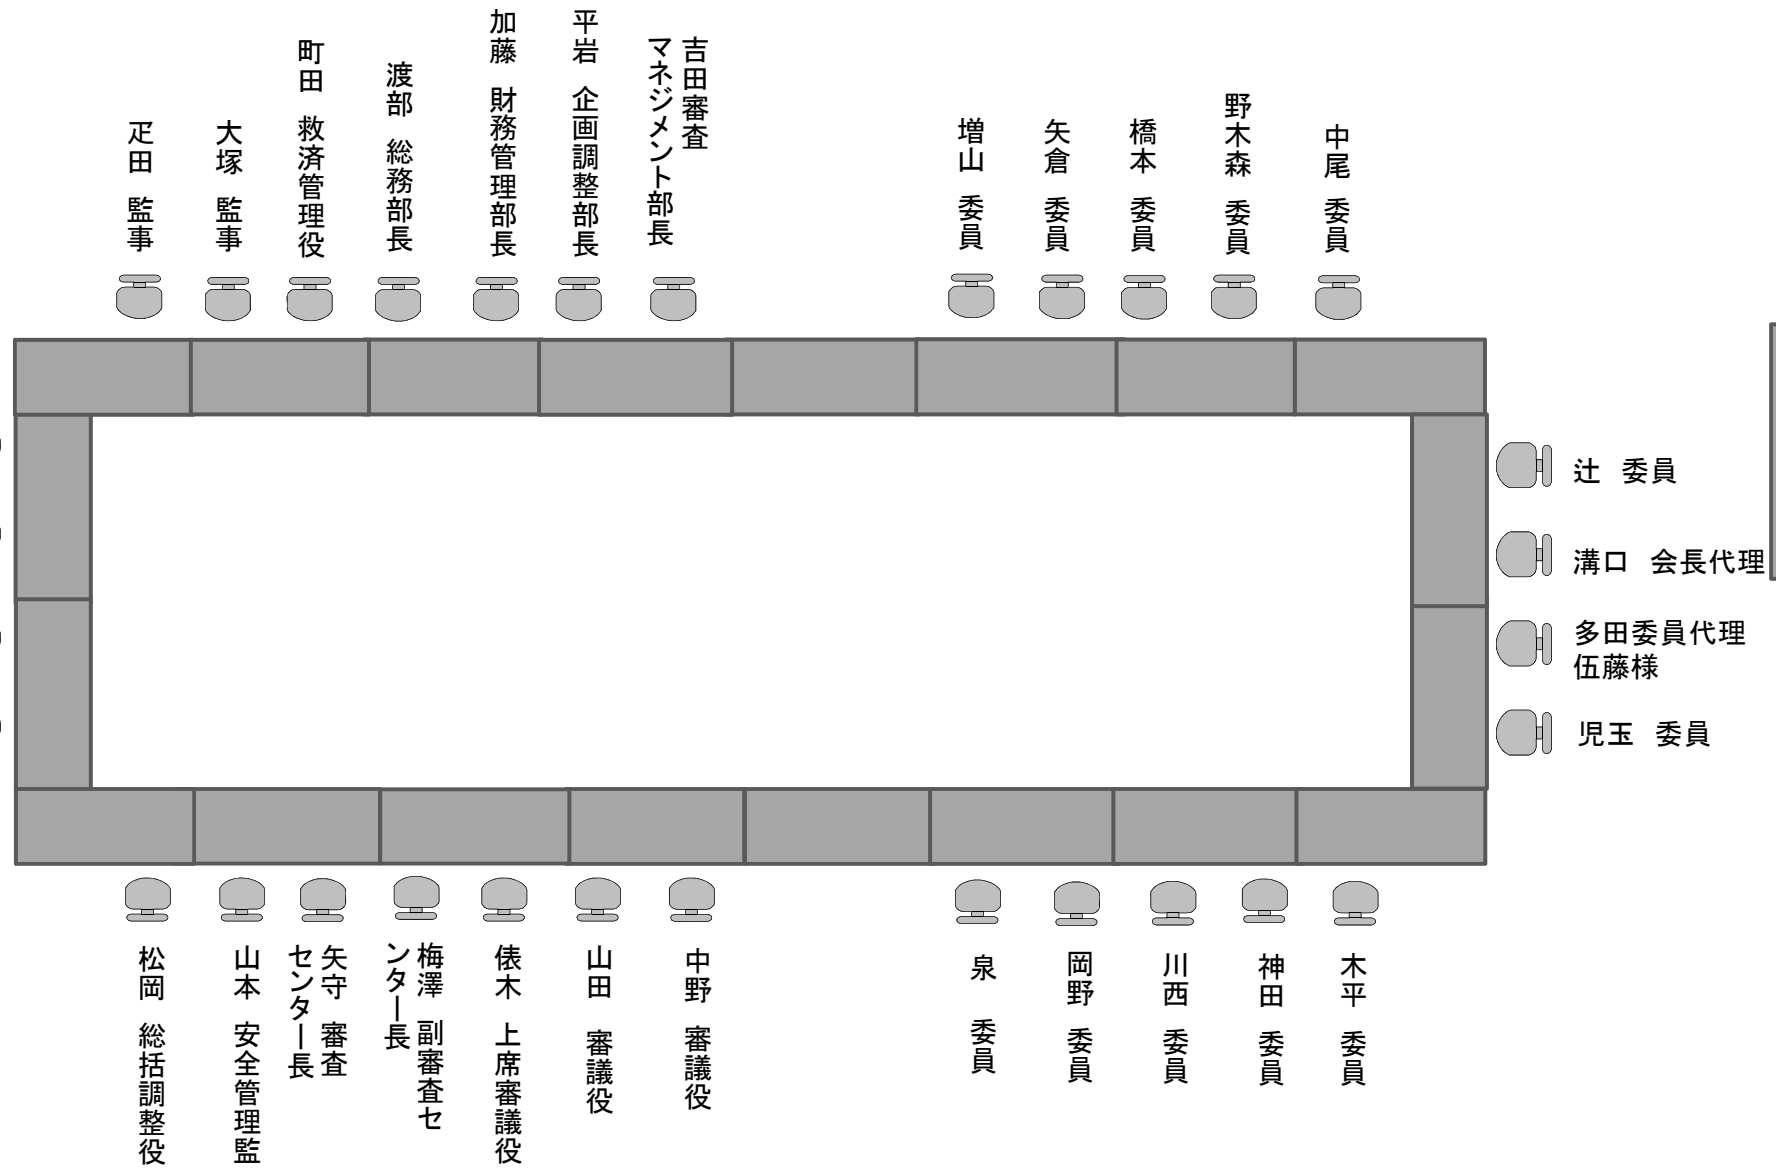 疋田 監事
大塚 監事
町田 救済管理役
渡部 総務部長
加藤 財務管理部長
平岩 企画調整部長
吉田審査
マネジメント部長
増山 委員
矢倉 委員
橋本 委員
野木森 委員
中尾 委員
辻 委員
溝口 会長代理
多田委員代理
伍藤様
児玉 委員
松岡 総括調整役
山本 安全管理監
矢守 審査
センター長
梅澤 副審査セ
ンター長
俵木 上席審議役
山田 審議役
中野 審議役
泉 委員
岡野 委員
川西 委員
神田 委員
木平 委員